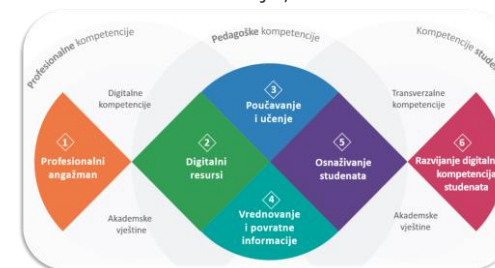 Profesionalne kompetencije
Pedagoške kompetencije
Kompetencije
Digitalne
kompetencije
Transverzalne
kompetencije
1
Profesionalni
angažman
2
Digitalni
resursi
3
Poučavanje
i učenje
4
Vrednovanje
i povratne
informacije
5
Osnaživanje
studenata
6
Razvijanje digitaln
kompetencija
studenata
Akademske
vještine
Akademske
vještine